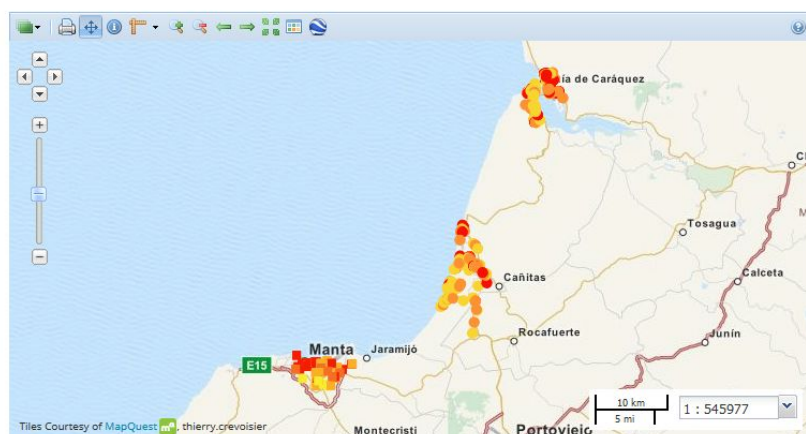 ía de Caráquez
Tosagua
Calceta
Cañitas
Rocafuerte
Junín
Manta
Jaramijó
E15
10 km
5 mi
1 : 545977
Tiles Courtesy of MapQuest m, thierry.crevoisier
Montecristi
Portoviejo